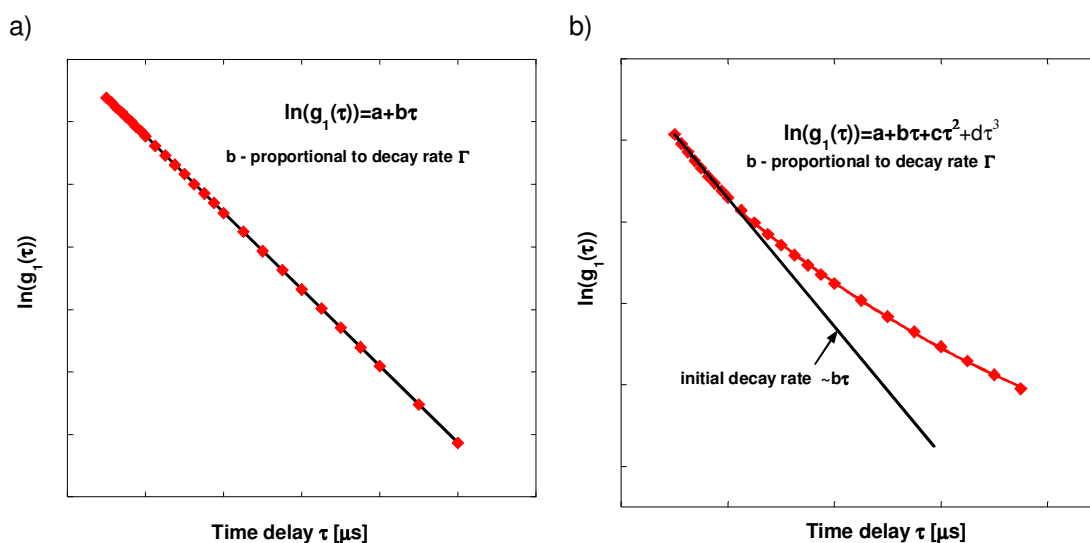 a)
ln(g₁(τ))=a+bτ
b - proportional to decay rate Γ
ln(g₁(τ))
Time delay τ [μs]
b)
ln(g₁(τ))=a+bτ+cτ²+dτ³
b - proportional to decay rate Γ
ln(g₁(τ))
initial decay rate ~bτ
Time delay τ [μs]